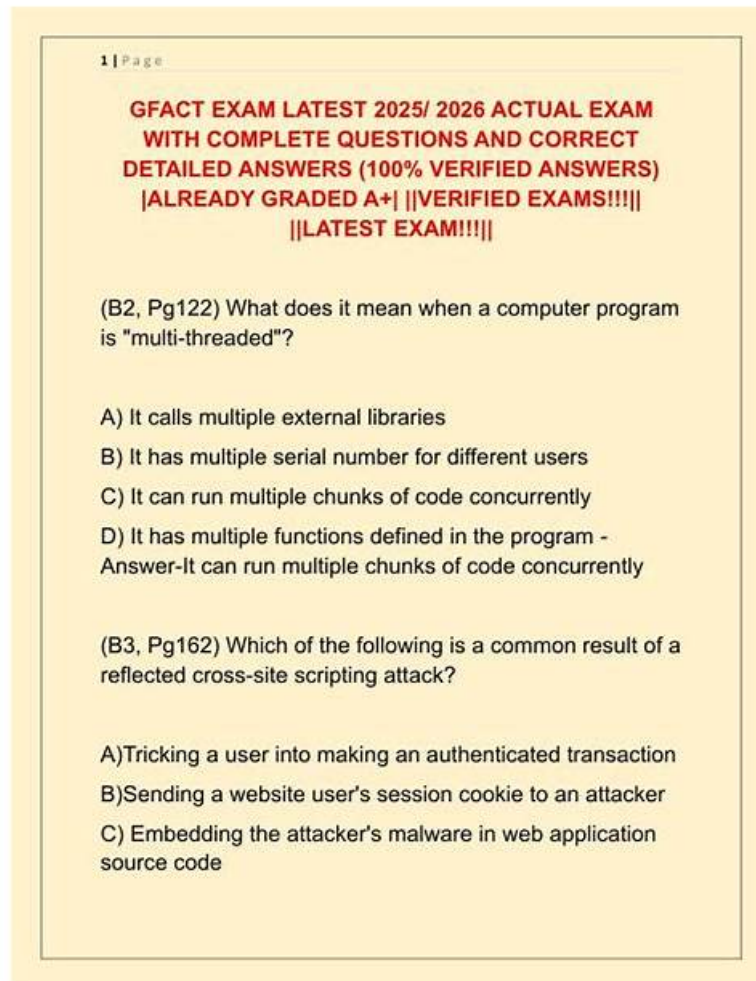 1 | Page
GFACT EXAM LATEST 2025/ 2026 ACTUAL EXAM
WITH COMPLETE QUESTIONS AND CORRECT
DETAILED ANSWERS (100% VERIFIED ANSWERS)
|ALREADY GRADED A+| ||VERIFIED EXAMS!!!||
||LATEST EXAM!!!||
(B2, Pg122) What does it mean when a computer program
is "multi-threaded"?
A) It calls multiple external libraries
B) It has multiple serial number for different users
C) It can run multiple chunks of code concurrently
D) It has multiple functions defined in the program -
Answer-It can run multiple chunks of code concurrently
(B3, Pg162) Which of the following is a common result of a
reflected cross-site scripting attack?
A)Tricking a user into making an authenticated transaction
B)Sending a website user's session cookie to an attacker
C) Embedding the attacker's malware in web application
source code